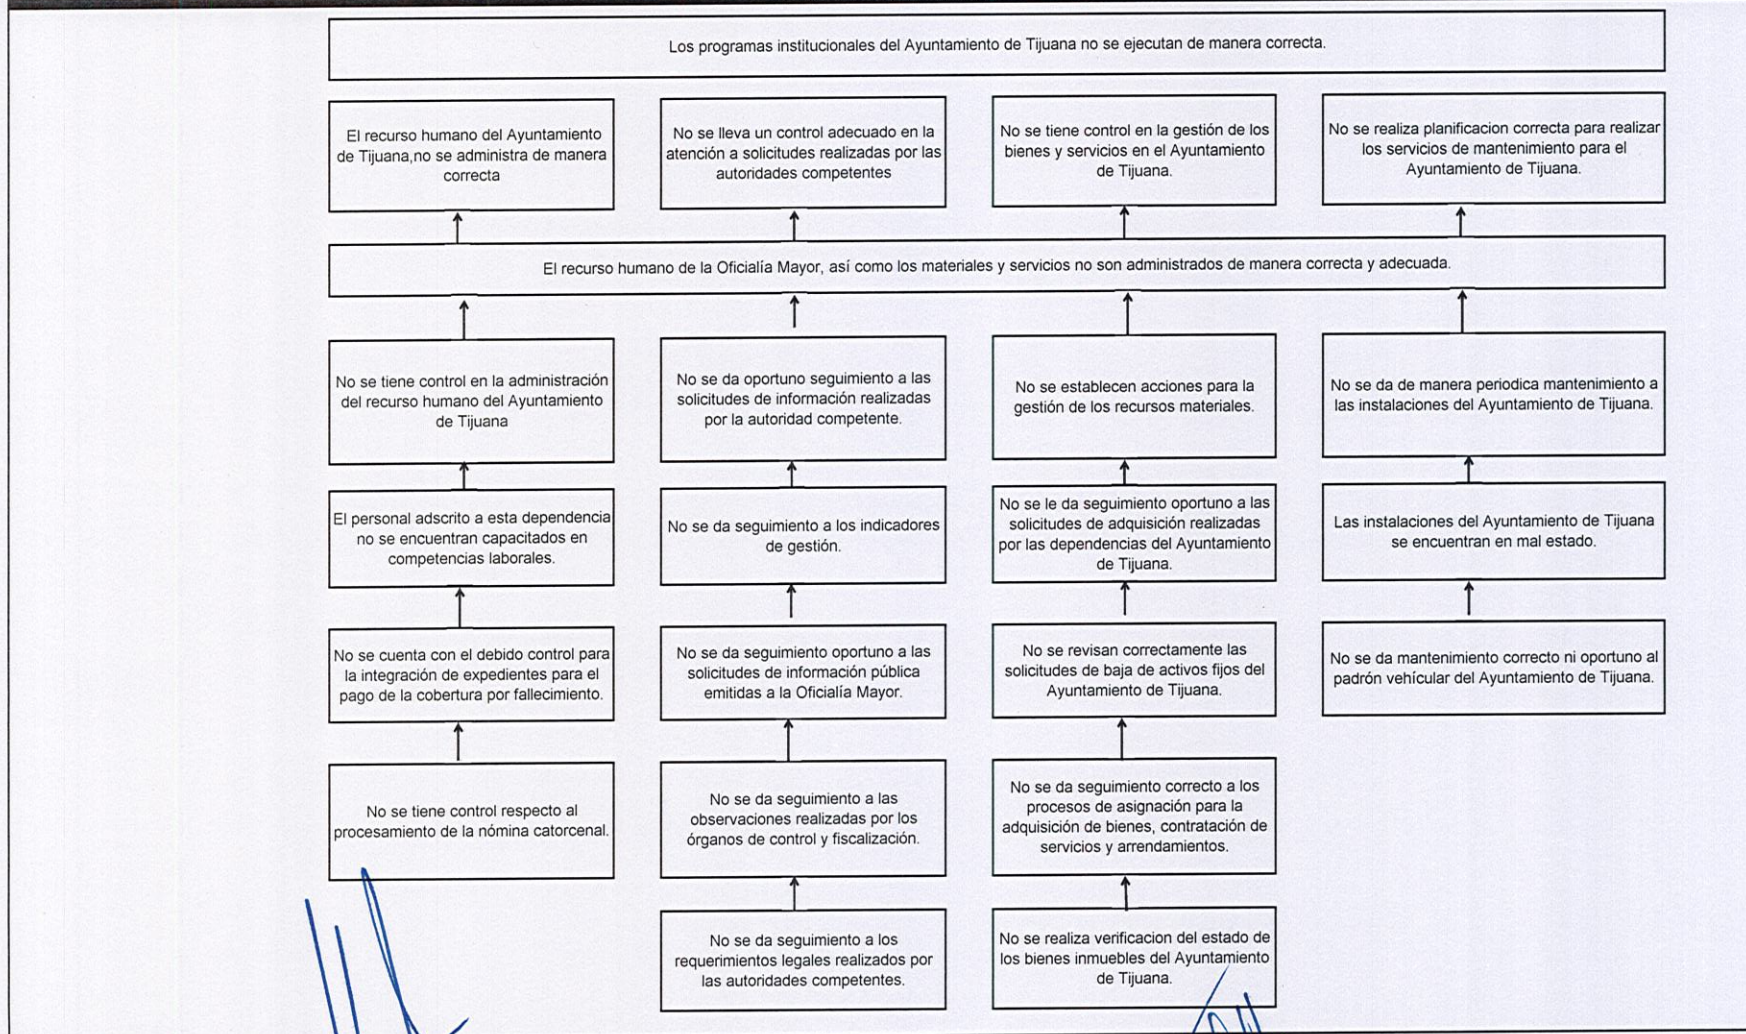 Los programas institucionales del Ayuntamiento de Tijuana no se ejecutan de manera correcta.
El recurso humano del Ayuntamiento
de Tijuana,no se administra de manera
correcta
No se lleva un control adecuado en la
atención a solicitudes realizadas por las
autoridades competentes
No se tiene control en la gestión de los
bienes y servicios en el Ayuntamiento
de Tijuana.
No se realiza planificacion correcta para realizar
los servicios de mantenimiento para el
Ayuntamiento de Tijuana.
El recurso humano de la Oficialía Mayor, así como los materiales y servicios no son administrados de manera correcta y adecuada.
No se tiene control en la administración
del recurso humano del Ayuntamiento
de Tijuana
No se da oportuno seguimiento a las
solicitudes de información realizadas
por la autoridad competente.
No se establecen acciones para la
gestión de los recursos materiales.
No se da de manera periodica mantenimiento a
las instalaciones del Ayuntamiento de Tijuana.
El personal adscrito a esta dependencia
no se encuentran capacitados en
competencias laborales.
No se da seguimiento a los indicadores
de gestión.
No se le da seguimiento oportuno a las
solicitudes de adquisición realizadas
por las dependencias del Ayuntamiento
de Tijuana.
Las instalaciones del Ayuntamiento de Tijuana
se encuentran en mal estado.
No se cuenta con el debido control para
la integración de expedientes para el
pago de la cobertura por fallecimiento.
No se da seguimiento oportuno a las
solicitudes de información pública
emitidas a la Oficialía Mayor.
No se revisan correctamente las
solicitudes de baja de activos fijos del
Ayuntamiento de Tijuana.
No se da mantenimiento correcto ni oportuno al
padrón vehícular del Ayuntamiento de Tijuana.
No se tiene control respecto al
procesamiento de la nómina catorcenal.
No se da seguimiento a las
observaciones realizadas por los
órganos de control y fiscalización.
No se da seguimiento correcto a los
procesos de asignación para la
adquisición de bienes, contratación de
servicios y arrendamientos.
No se da seguimiento a los
requerimientos legales realizados por
las autoridades competentes.
No se realiza verificacion del estado de
los bienes inmuebles del Ayuntamiento
de Tijuana.